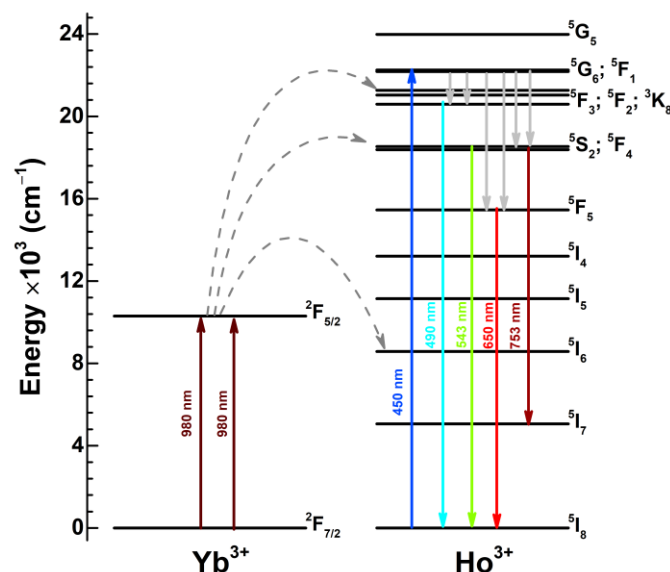 Energy ×10³ (cm⁻¹)
24
20
16
12
8
4
0
²F₅/₂
²F₇/₂
980 nm
980 nm
Yb³⁺
⁵G₅
⁵G₆; ⁵F₁
⁵F₃; ⁵F₂; ³K₈
⁵S₂; ⁵F₄
⁵F₅
⁵I₄
⁵I₅
⁵I₆
⁵I₇
⁵I₈
450 nm
490 nm
543 nm
650 nm
753 nm
Ho³⁺